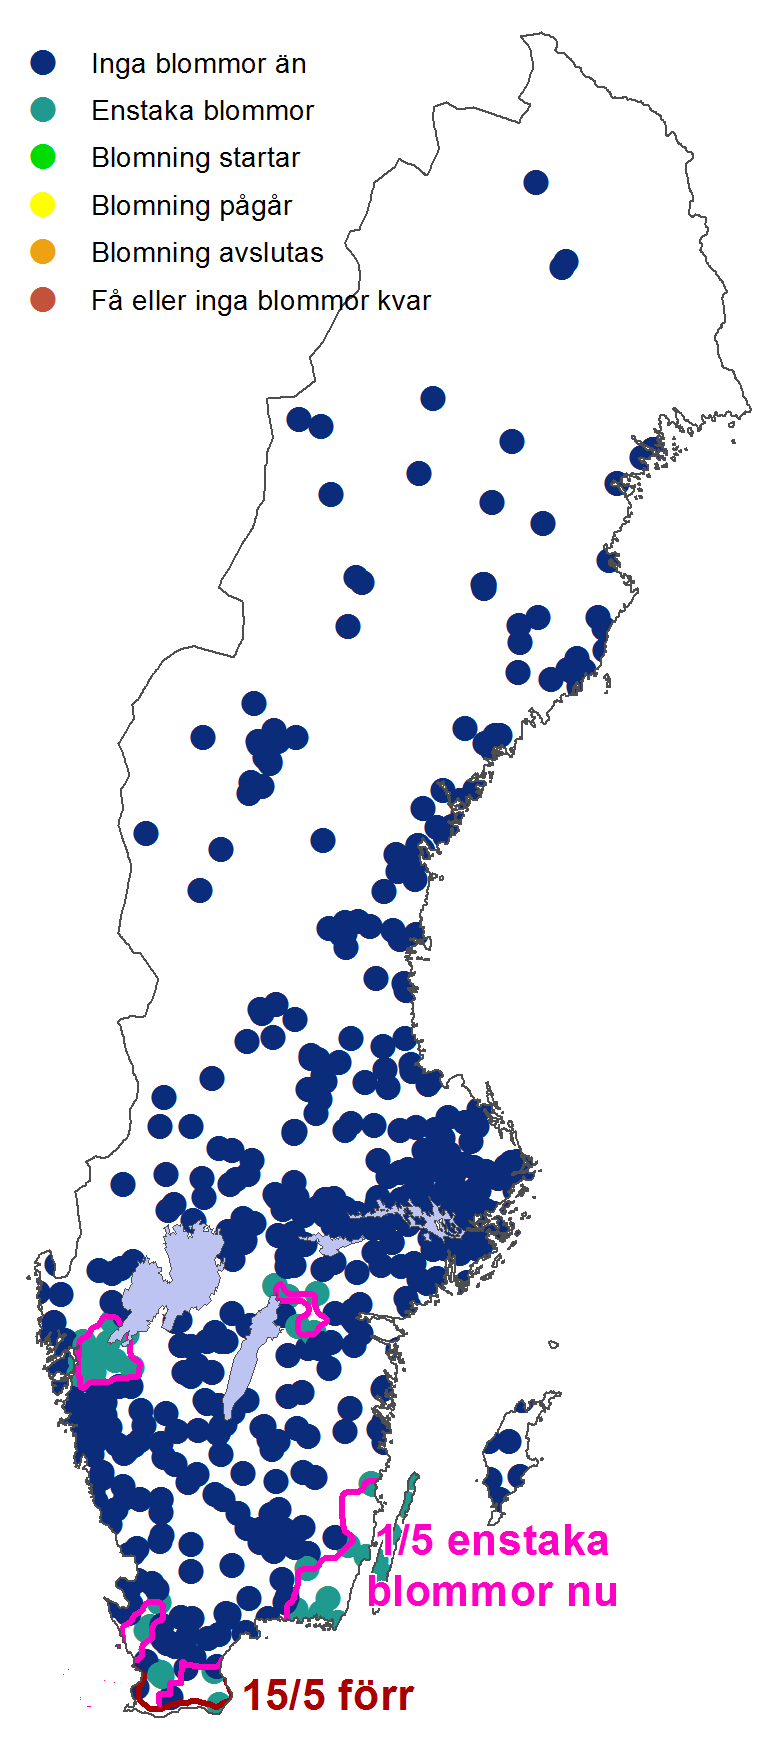 Inga blommor än
Enstaka blommor
Blomning startar
Blomning pågår
Blomning avslutas
Få eller inga blommor kvar
1/5 enstaka
blommor nu
15/5 förr